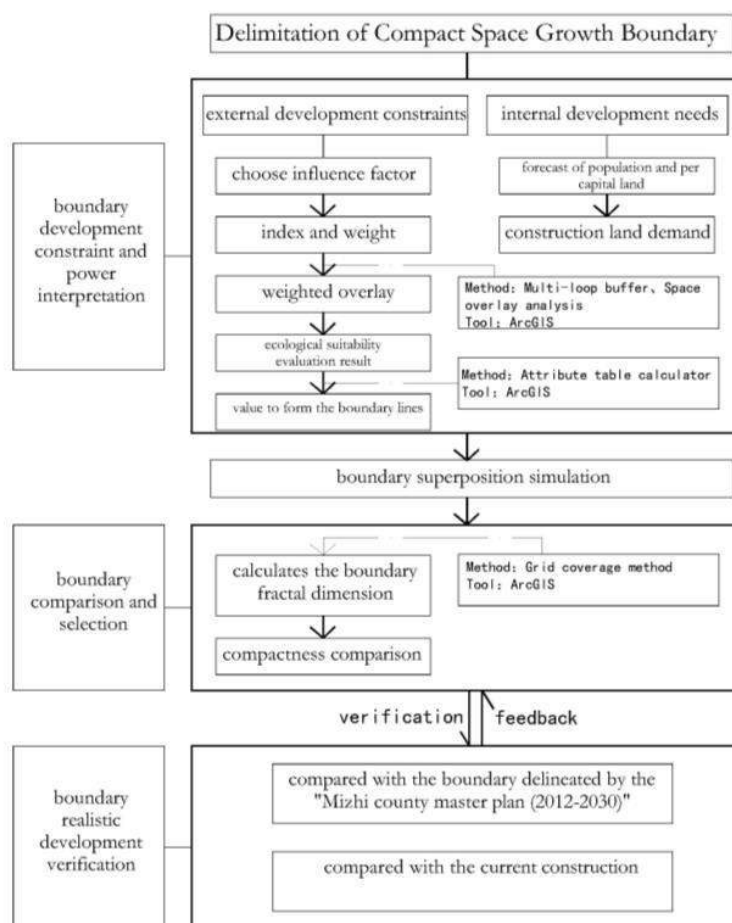 Delimitation of Compact Space Growth Boundary
boundary
development
constraint and
power
interpretation
external development constraints
choose influence factor
index and weight
weighted overlay
ecological suitability
evaluation result
value to form the boundary lines
internal development needs
forecast of population and per
capital land
construction land demand
Method: Multi-loop buffer、Space
overlay analysis
Tool: ArcGIS
Method: Attribute table calculator
Tool: ArcGIS
boundary superposition simulation
boundary
comparison and
selection
calculates the boundary
fractal dimension
compactness comparison
Method: Grid coverage method
Tool: ArcGIS
verification
feedback
boundary
realistic
development
verification
compared with the boundary delineated by the
"Mizhi county master plan (2012-2030)"
compared with the current construction